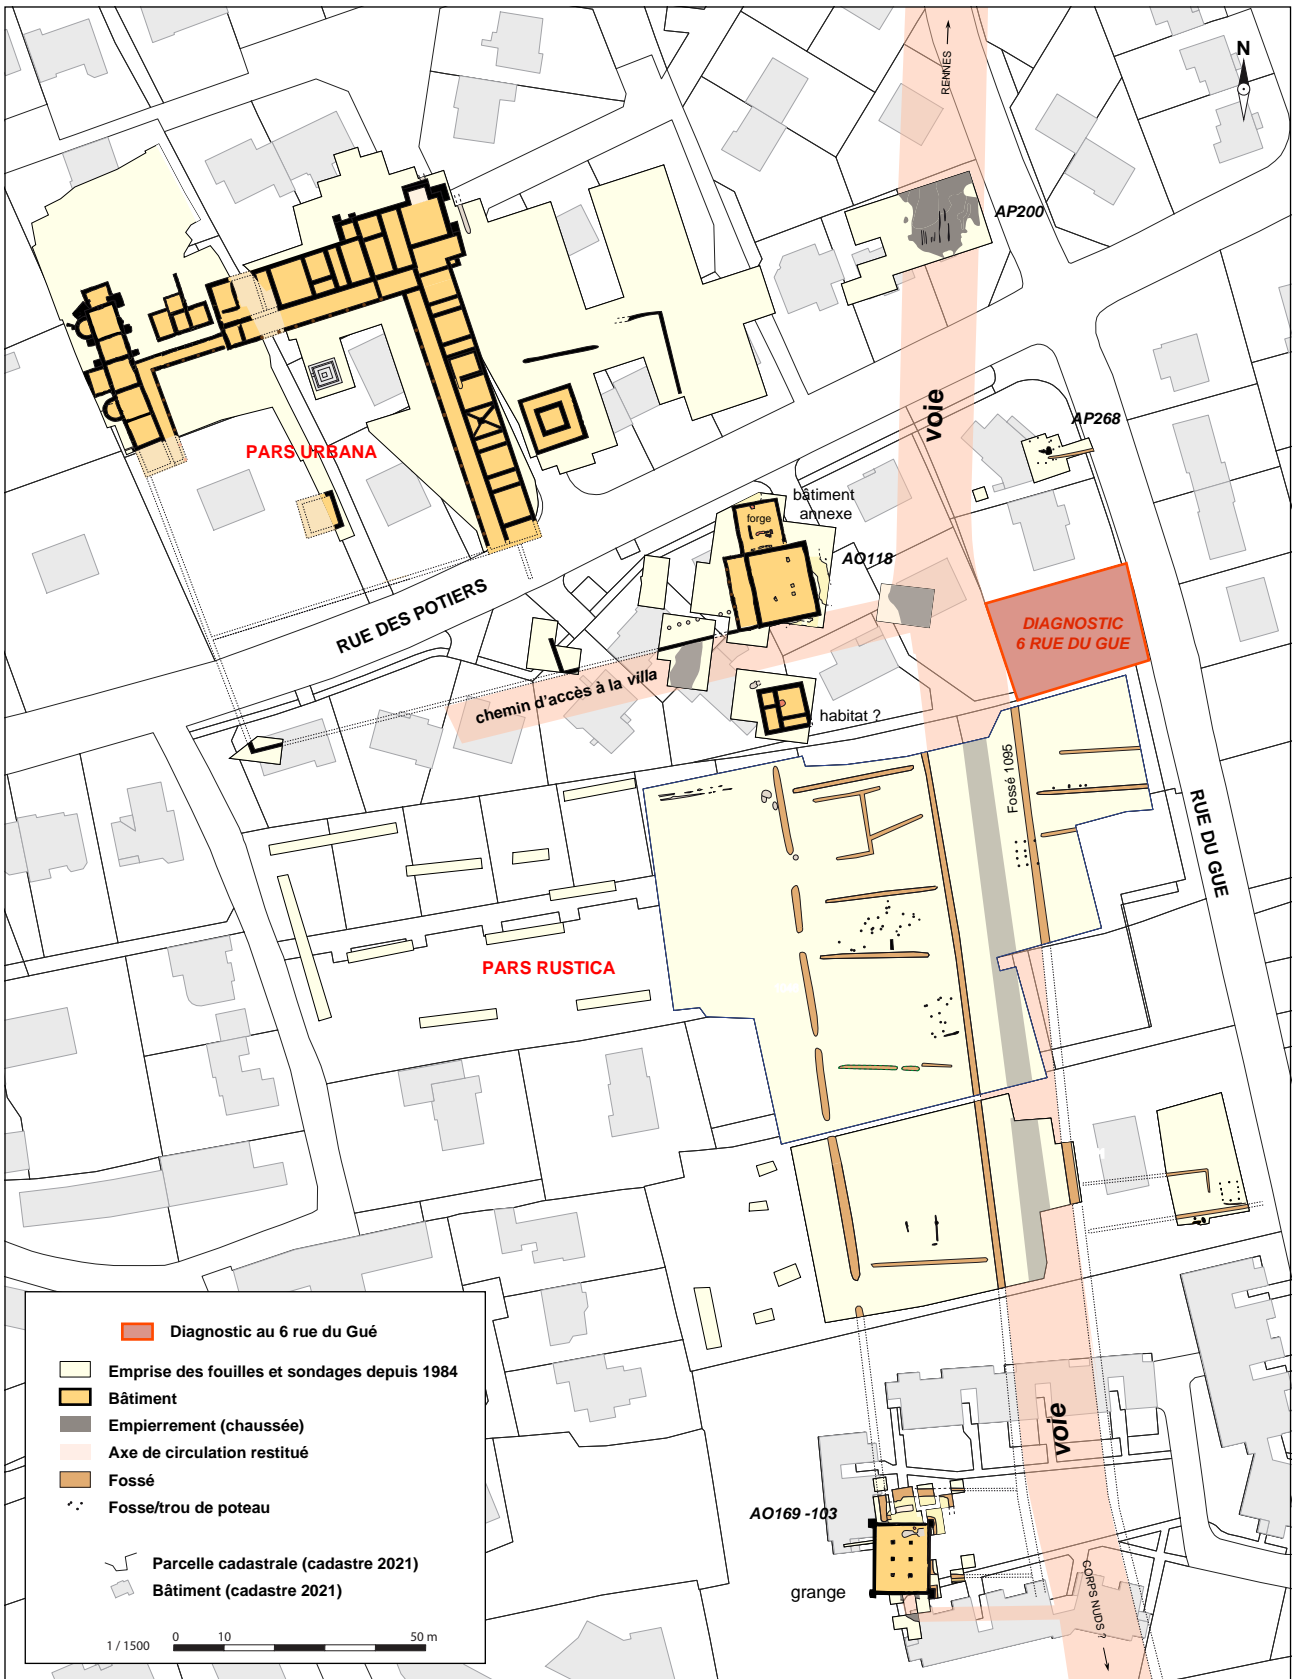 RENNES
N
AP200
voie
AP268
PARS URBANA
bâtiment
annexe
forge
AO118
RUE DES POTIERS
DIAGNOSTIC
6 RUE DU GUE
chemin d'accès à la villa
habitat ?
Fossé 1095
RUE DU GUE
PARS RUSTICA
Diagnostic au 6 rue du Gué
Emprise des fouilles et sondages depuis 1984
Bâtiment
Empierrement (chaussée)
Axe de circulation restitué
Fossé
Fosse/trou de poteau
Parcelle cadastrale (cadastre 2021)
Bâtiment (cadastre 2021)
1 / 1500
0 10 50 m
voie
AO169 -103
grange
CORPS NUDS ?